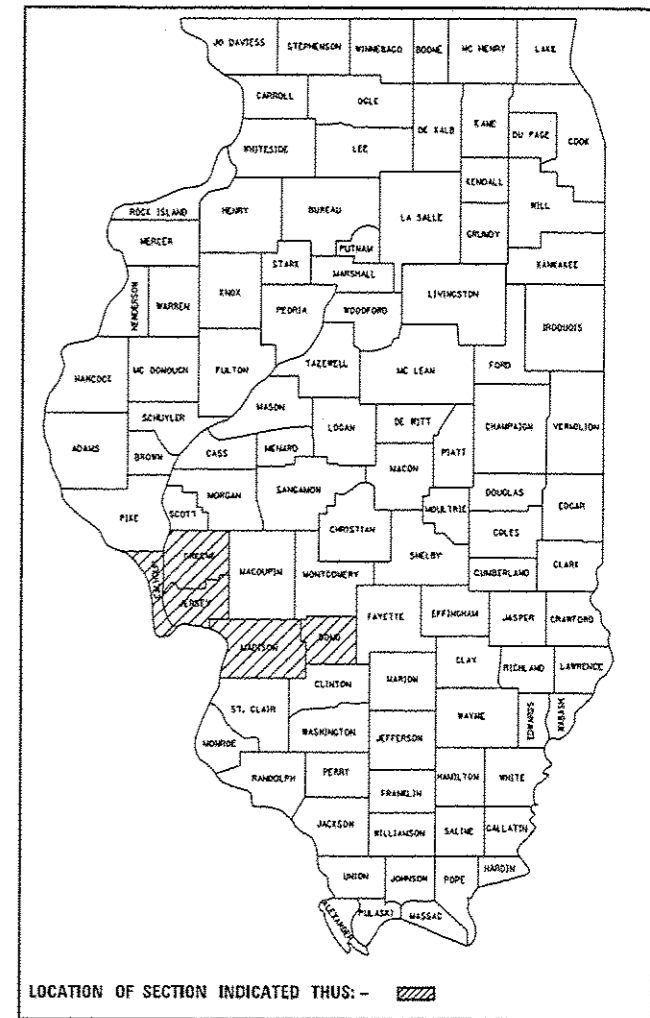 JO DAVIESS STEPHENSON WINNEBAGO BOONE MC HENRY LAKE
CARROLL OGLE DE KALB KANE DU PAGE COOK
WHITESIDE LEE KENDALL WILL
ROCK ISLAND HENRY BUREAU LA SALLE GRUNDY
MERCER STARK PUTNAM MARSHALL KANKAKEE
HENDERSON WARREN KNOX PEORIA WOODFORD LIVINGSTON IROQUOIS
HANCOCK MC DONOUGH FULTON TAZEWELL MC LEAN FORD
SCHUYLER MASON LOGAN DE WITT CHAMPAIGN VERMILION
ADAMS BROWN CASS MENARD MACON PIATT
PIKE SCOTT MORGAN SANGAMON CHRISTIAN MOULTRIE DOUGLAS EDGAR
COLES
CALHOUN GREENE MACOUPIN MONTGOMERY SHELBY CUMBERLAND CLARK
JERSEY FAYETTE EFFINGHAM JASPER CRAWFORD
MADISON BOND CLAY RICHLAND LAWRENCE
CLINTON MARION
ST. CLAIR WAYNE EDWARDS WABASH
MONROE WASHINGTON JEFFERSON
RANDOLPH PERRY HAMILTON WHITE
FRANKLIN
JACKSON WILLIAMSON SALINE GALLATIN
UNION JOHNSON POPE HARDIN
ALEXANDER PULASKI MASSAC
LOCATION OF SECTION INDICATED THUS: -